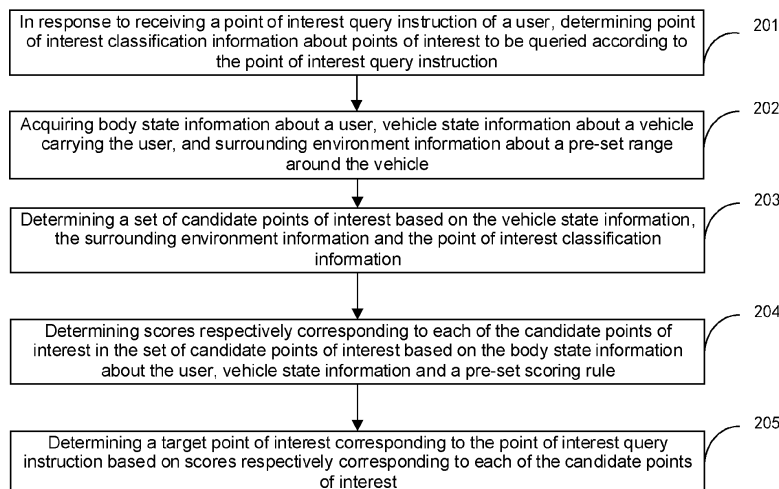 In response to receiving a point of interest query instruction of a user, determining point
of interest classification information about points of interest to be queried according to
the point of interest query instruction
201
Acquiring body state information about a user, vehicle state information about a vehicle
carrying the user, and surrounding environment information about a pre-set range
around the vehicle
202
Determining a set of candidate points of interest based on the vehicle state information,
the surrounding environment information and the point of interest classification
information
203
Determining scores respectively corresponding to each of the candidate points of
interest in the set of candidate points of interest based on the body state information
about the user, vehicle state information and a pre-set scoring rule
204
Determining a target point of interest corresponding to the point of interest query
instruction based on scores respectively corresponding to each of the candidate points
of interest
205